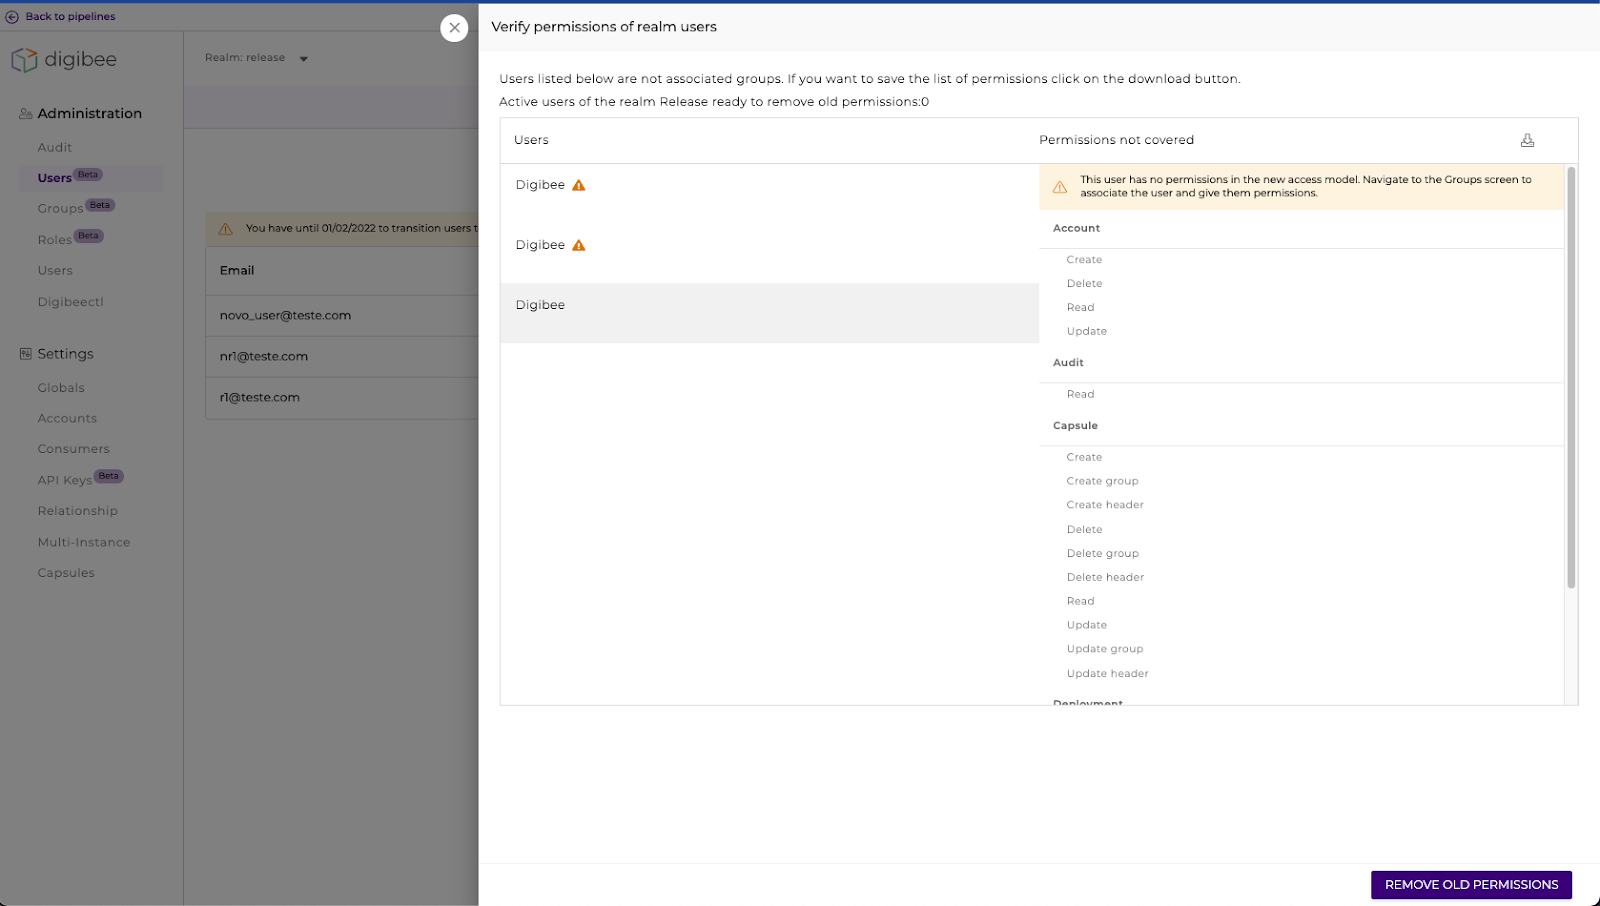 Back to pipelines
digibee
Realm: release
Administration
Audit
Users Beta
Groups Beta
Roles Beta
Users
Digibeectl
Settings
Globals
Accounts
Consumers
API Keys Beta
Relationship
Multi-Instance
Capsules
You have until 01/02/2022 to transition users t
Email
novo_user@teste.com
nr1@teste.com
r1@teste.com
Verify permissions of realm users
Users listed below are not associated groups. If you want to save the list of permissions click on the download button.
Active users of the realm Release ready to remove old permissions:0
Users
Permissions not covered
Digibee
Digibee
Digibee
This user has no permissions in the new access model. Navigate to the Groups screen to
associate the user and give them permissions.
Account
Create
Delete
Read
Update
Audit
Read
Capsule
Create
Create group
Create header
Delete
Delete group
Delete header
Read
Update
Update group
Update header
Deployment
REMOVE OLD PERMISSIONS